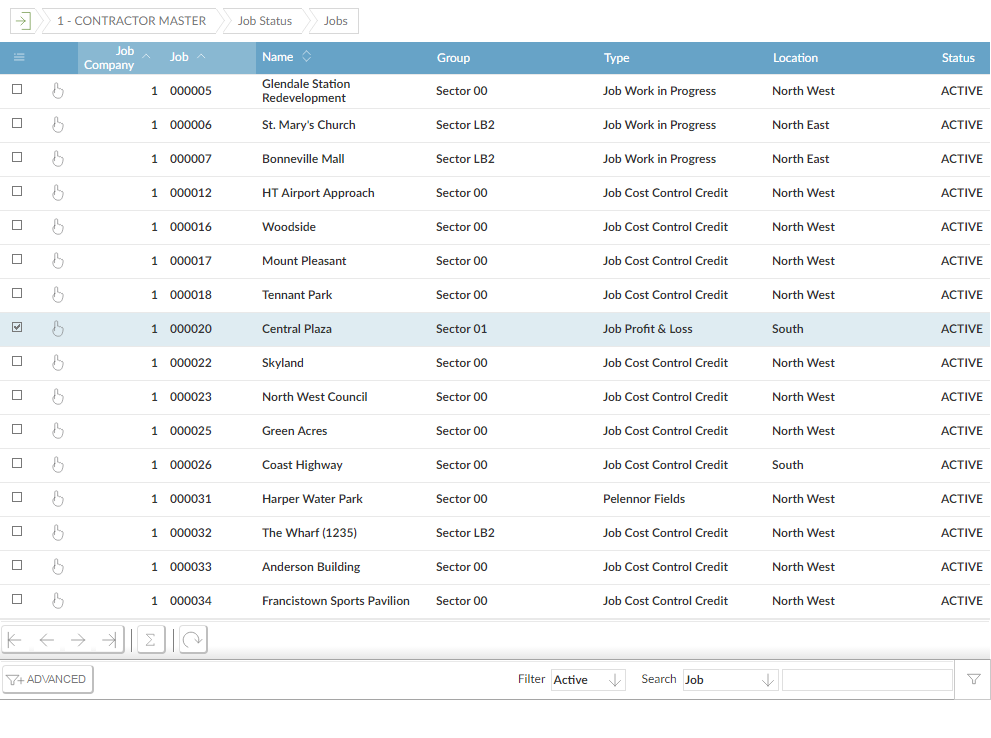 1 - CONTRACTOR MASTER Job Status Jobs
Job Company Job Name Group Type Location Status
1 000005 Glendale Station Redevelopment Sector 00 Job Work in Progress North West ACTIVE
1 000006 St. Mary's Church Sector LB2 Job Work in Progress North East ACTIVE
1 000007 Bonneville Mall Sector LB2 Job Work in Progress North East ACTIVE
1 000012 HT Airport Approach Sector 00 Job Cost Control Credit North West ACTIVE
1 000016 Woodside Sector 00 Job Cost Control Credit North West ACTIVE
1 000017 Mount Pleasant Sector 00 Job Cost Control Credit North West ACTIVE
1 000018 Tennant Park Sector 00 Job Cost Control Credit North West ACTIVE
1 000020 Central Plaza Sector 01 Job Profit & Loss South ACTIVE
1 000022 Skyland Sector 00 Job Cost Control Credit North West ACTIVE
1 000023 North West Council Sector 00 Job Cost Control Credit North West ACTIVE
1 000025 Green Acres Sector 00 Job Cost Control Credit North West ACTIVE
1 000026 Coast Highway Sector 00 Job Cost Control Credit South ACTIVE
1 000031 Harper Water Park Sector 00 Pelennor Fields North West ACTIVE
1 000032 The Wharf (1235) Sector LB2 Job Cost Control Credit North West ACTIVE
1 000033 Anderson Building Sector 00 Job Cost Control Credit North West ACTIVE
1 000034 Francistown Sports Pavilion Sector 00 Job Cost Control Credit North West ACTIVE
ADVANCED Filter Active Search Job